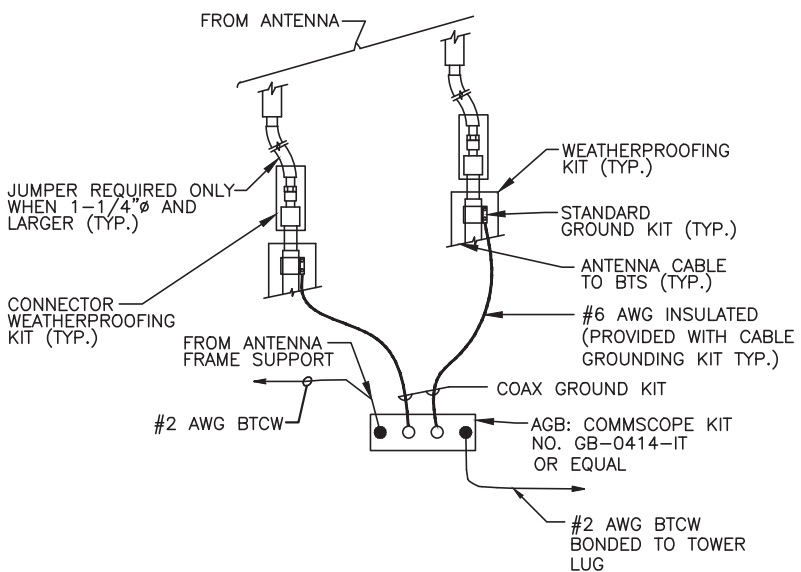 FROM ANTENNA
WEATHERPROOFING
KIT (TYP.)
JUMPER REQUIRED ONLY
WHEN 1-1/4"ø AND
LARGER (TYP.)
STANDARD
GROUND KIT (TYP.)
ANTENNA CABLE
TO BTS (TYP.)
CONNECTOR
WEATHERPROOFING
KIT (TYP.)
#6 AWG INSULATED
(PROVIDED WITH CABLE
GROUNDING KIT TYP.)
FROM ANTENNA
FRAME SUPPORT
COAX GROUND KIT
#2 AWG BTCW
AGB: COMMSCOPE KIT
NO. GB-0414-IT
OR EQUAL
#2 AWG BTCW
BONDED TO TOWER
LUG